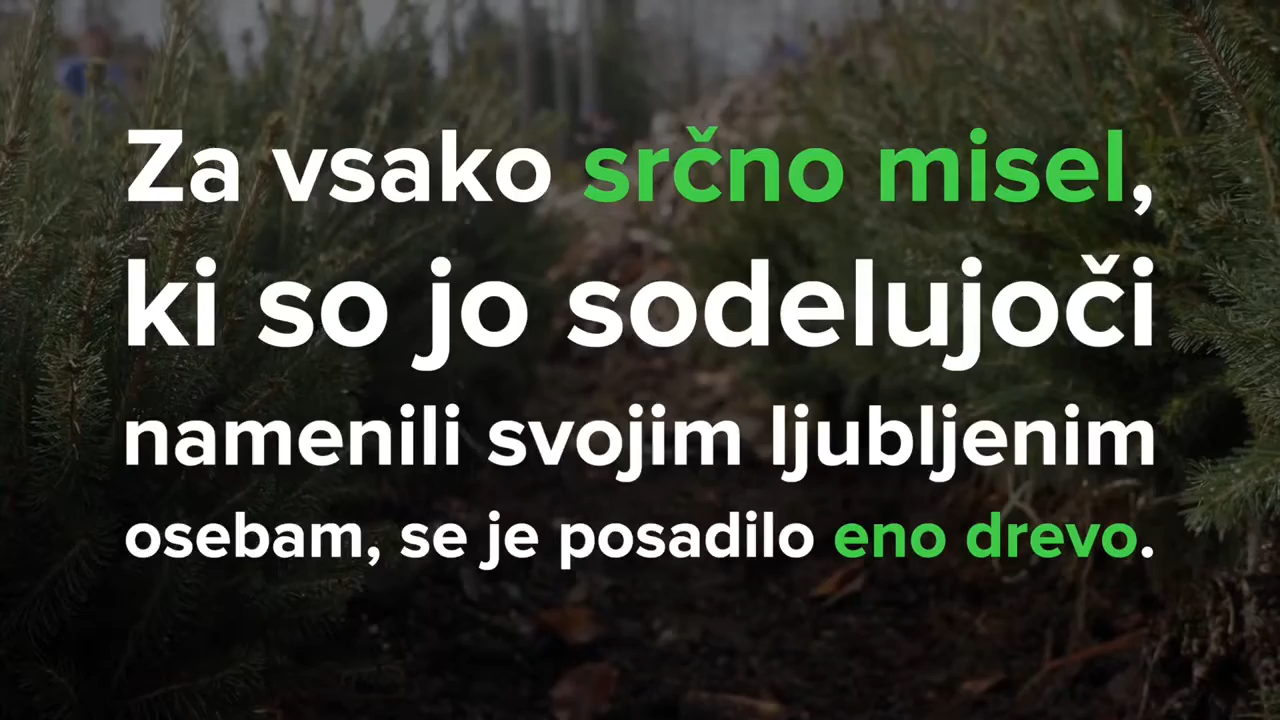 Za vsako srčno misel,
ki so jo sodelujoči
namenili svojim ljubljenim
osebam, se je posadilo eno drevo.